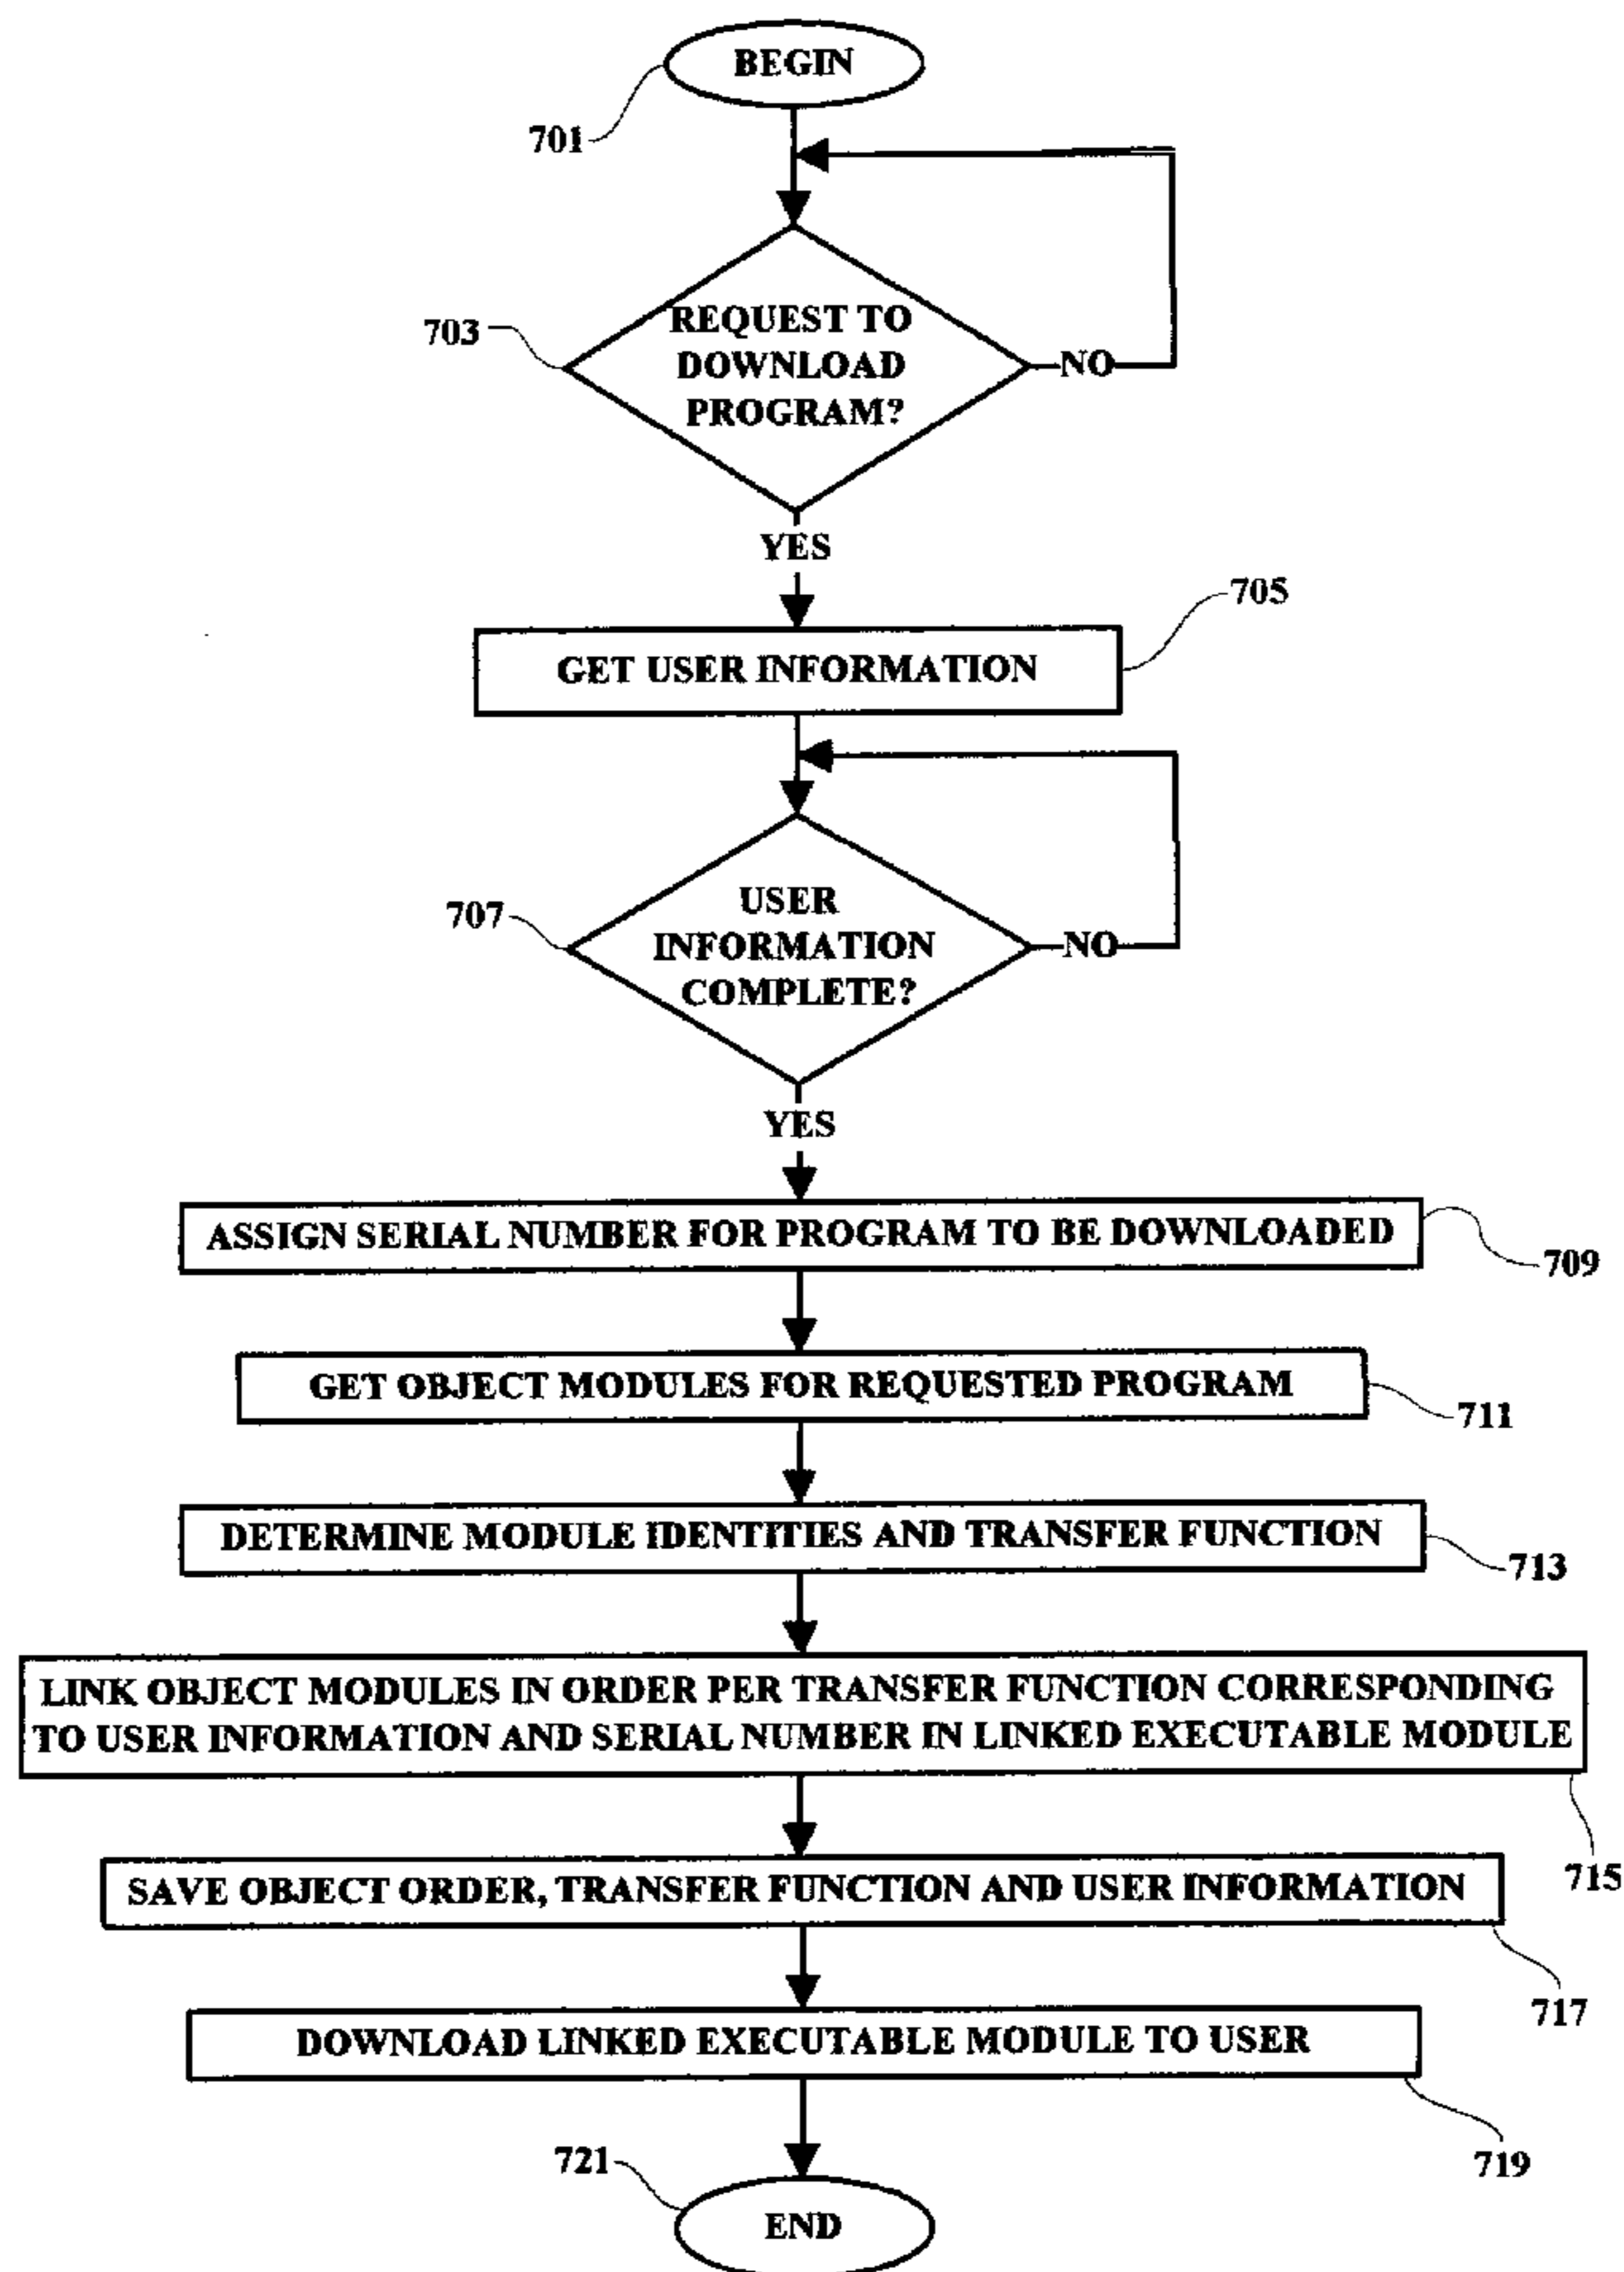 BEGIN
701
703
REQUEST TO
DOWNLOAD
PROGRAM?
NO
YES
705
GET USER INFORMATION
707
USER
INFORMATION
COMPLETE?
NO
YES
ASSIGN SERIAL NUMBER FOR PROGRAM TO BE DOWNLOADED
709
GET OBJECT MODULES FOR REQUESTED PROGRAM
711
DETERMINE MODULE IDENTITIES AND TRANSFER FUNCTION
713
LINK OBJECT MODULES IN ORDER PER TRANSFER FUNCTION CORRESPONDING
TO USER INFORMATION AND SERIAL NUMBER IN LINKED EXECUTABLE MODULE
715
SAVE OBJECT ORDER, TRANSFER FUNCTION AND USER INFORMATION
717
DOWNLOAD LINKED EXECUTABLE MODULE TO USER
719
721
END